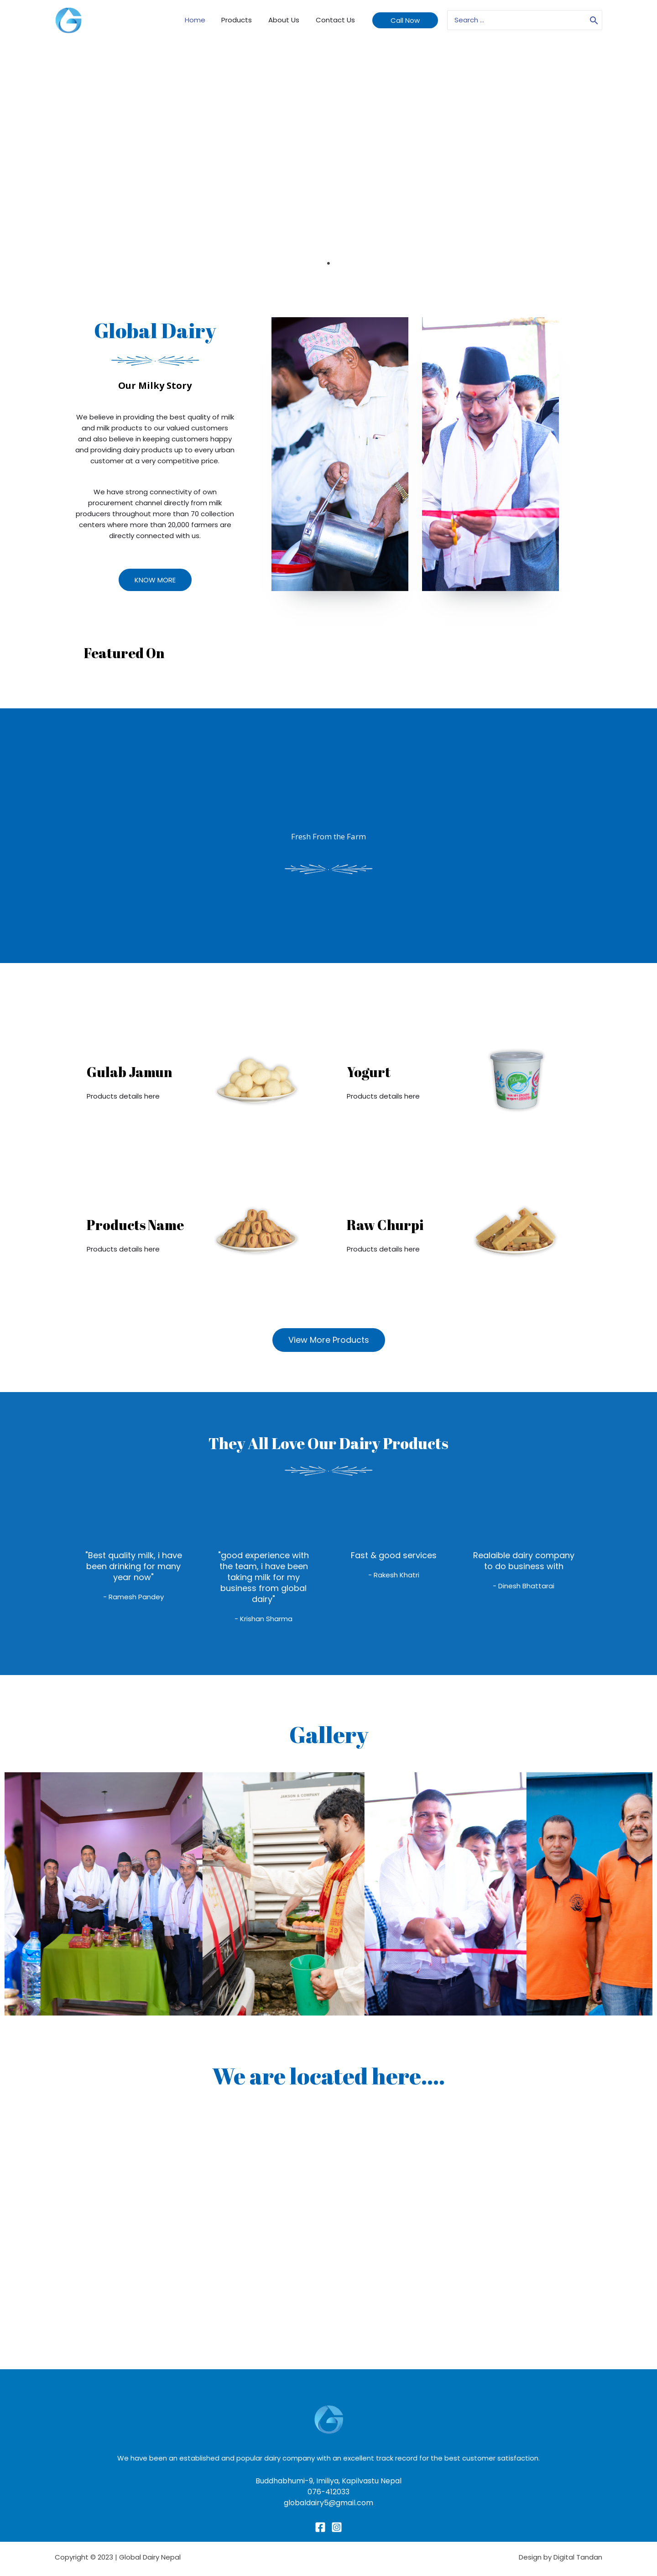 Home
Products
About Us
Contact Us
Call Now
Search ...
Global Dairy
Our Milky Story
We believe in providing the best quality of milk
and milk products to our valued customers
and also believe in keeping customers happy
and providing dairy products up to every urban
customer at a very competitive price.
We have strong connectivity of own
procurement channel directly from milk
producers throughout more than 70 collection
centers where more than 20,000 farmers are
directly connected with us.
KNOW MORE
Featured On
Fresh From the Farm
Gulab Jamun
Products details here
Yogurt
Products details here
Products Name
Products details here
Raw Churpi
Products details here
View More Products
They All Love Our Dairy Products
"Best quality milk, i have
been drinking for many
year now"
- Ramesh Pandey
"good experience with
the team, i have been
taking milk for my
business from global
dairy"
- Krishan Sharma
Fast & good services
- Rakesh Khatri
Realaible dairy company
to do business with
- Dinesh Bhattarai
Gallery
We are located here....
We have been an established and popular dairy company with an excellent track record for the best customer satisfaction.
Buddhabhumi-9, Imiliya, Kapilvastu Nepal
076-412033
globaldairy5@gmail.com
Copyright © 2023 | Global Dairy Nepal
Design by Digital Tandan